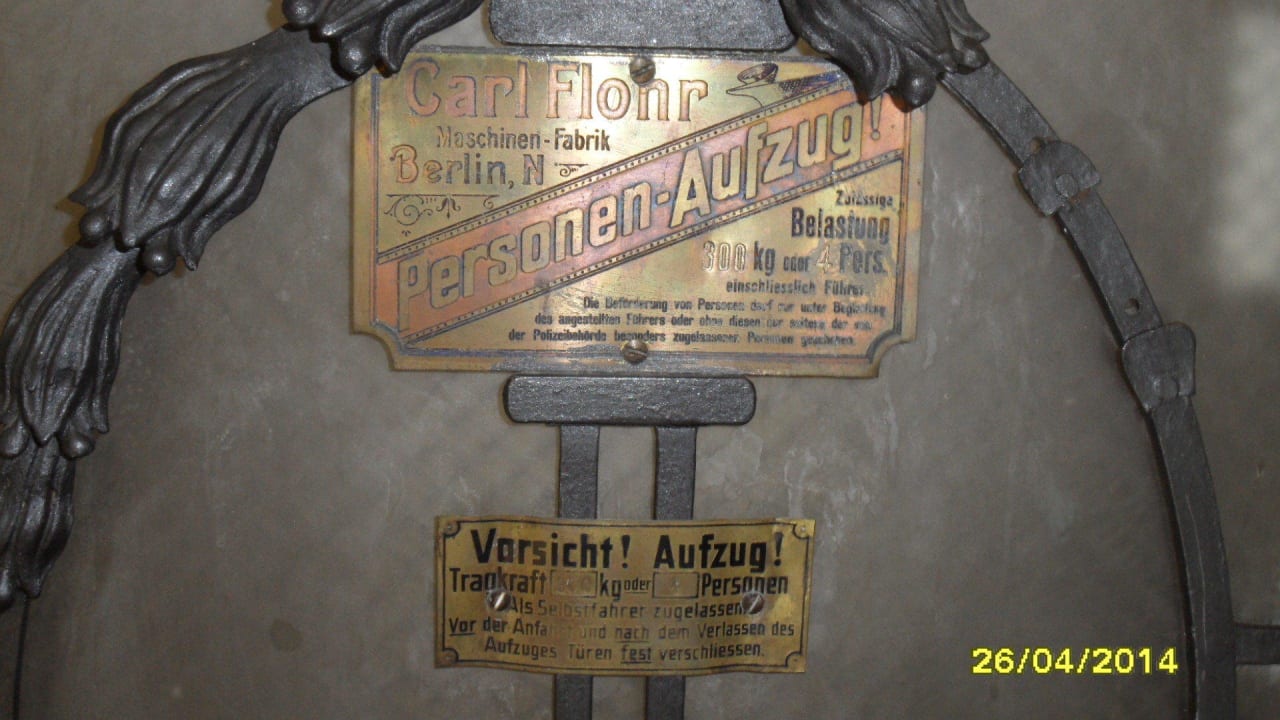 Carl Flohr
Maschinen-Fabrik
Berlin, N
Personen-Aufzug!
Zulässige
Belastung
300 kg oder 4 Pers.
einschliesslich Führer.
Die Beförderung von Personen darf nur unter Begleitung
des angestellten Führers oder ohne diesen nur seitens der von
der Polizeibehörde besonders zugelassenen Personen geschehen.
Vorsicht! Aufzug!
Tragkraft kg oder Personen
Als Selbstfahrer zugelassen.
Vor der Anfahrt und nach dem Verlassen des
Aufzuges Türen fest verschliessen.
26/04/2014